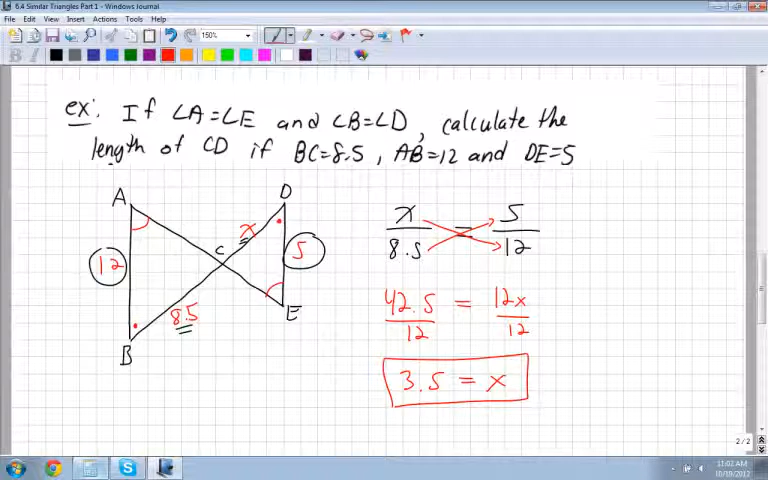 6.4 Similar Triangles Part 1 - Windows Journal
File Edit View Insert Actions Tools Help
150%
B I
ex: If ∠A=∠E and ∠B=∠D, calculate the
length of CD if BC=8.5, AB=12 and DE=5
A D
x/8.5 = 5/12
x
C
12 5
8.5 E
42.5/12 = 12x/12
B
3.5 = x
2 / 2
11:02 AM
10/19/2012